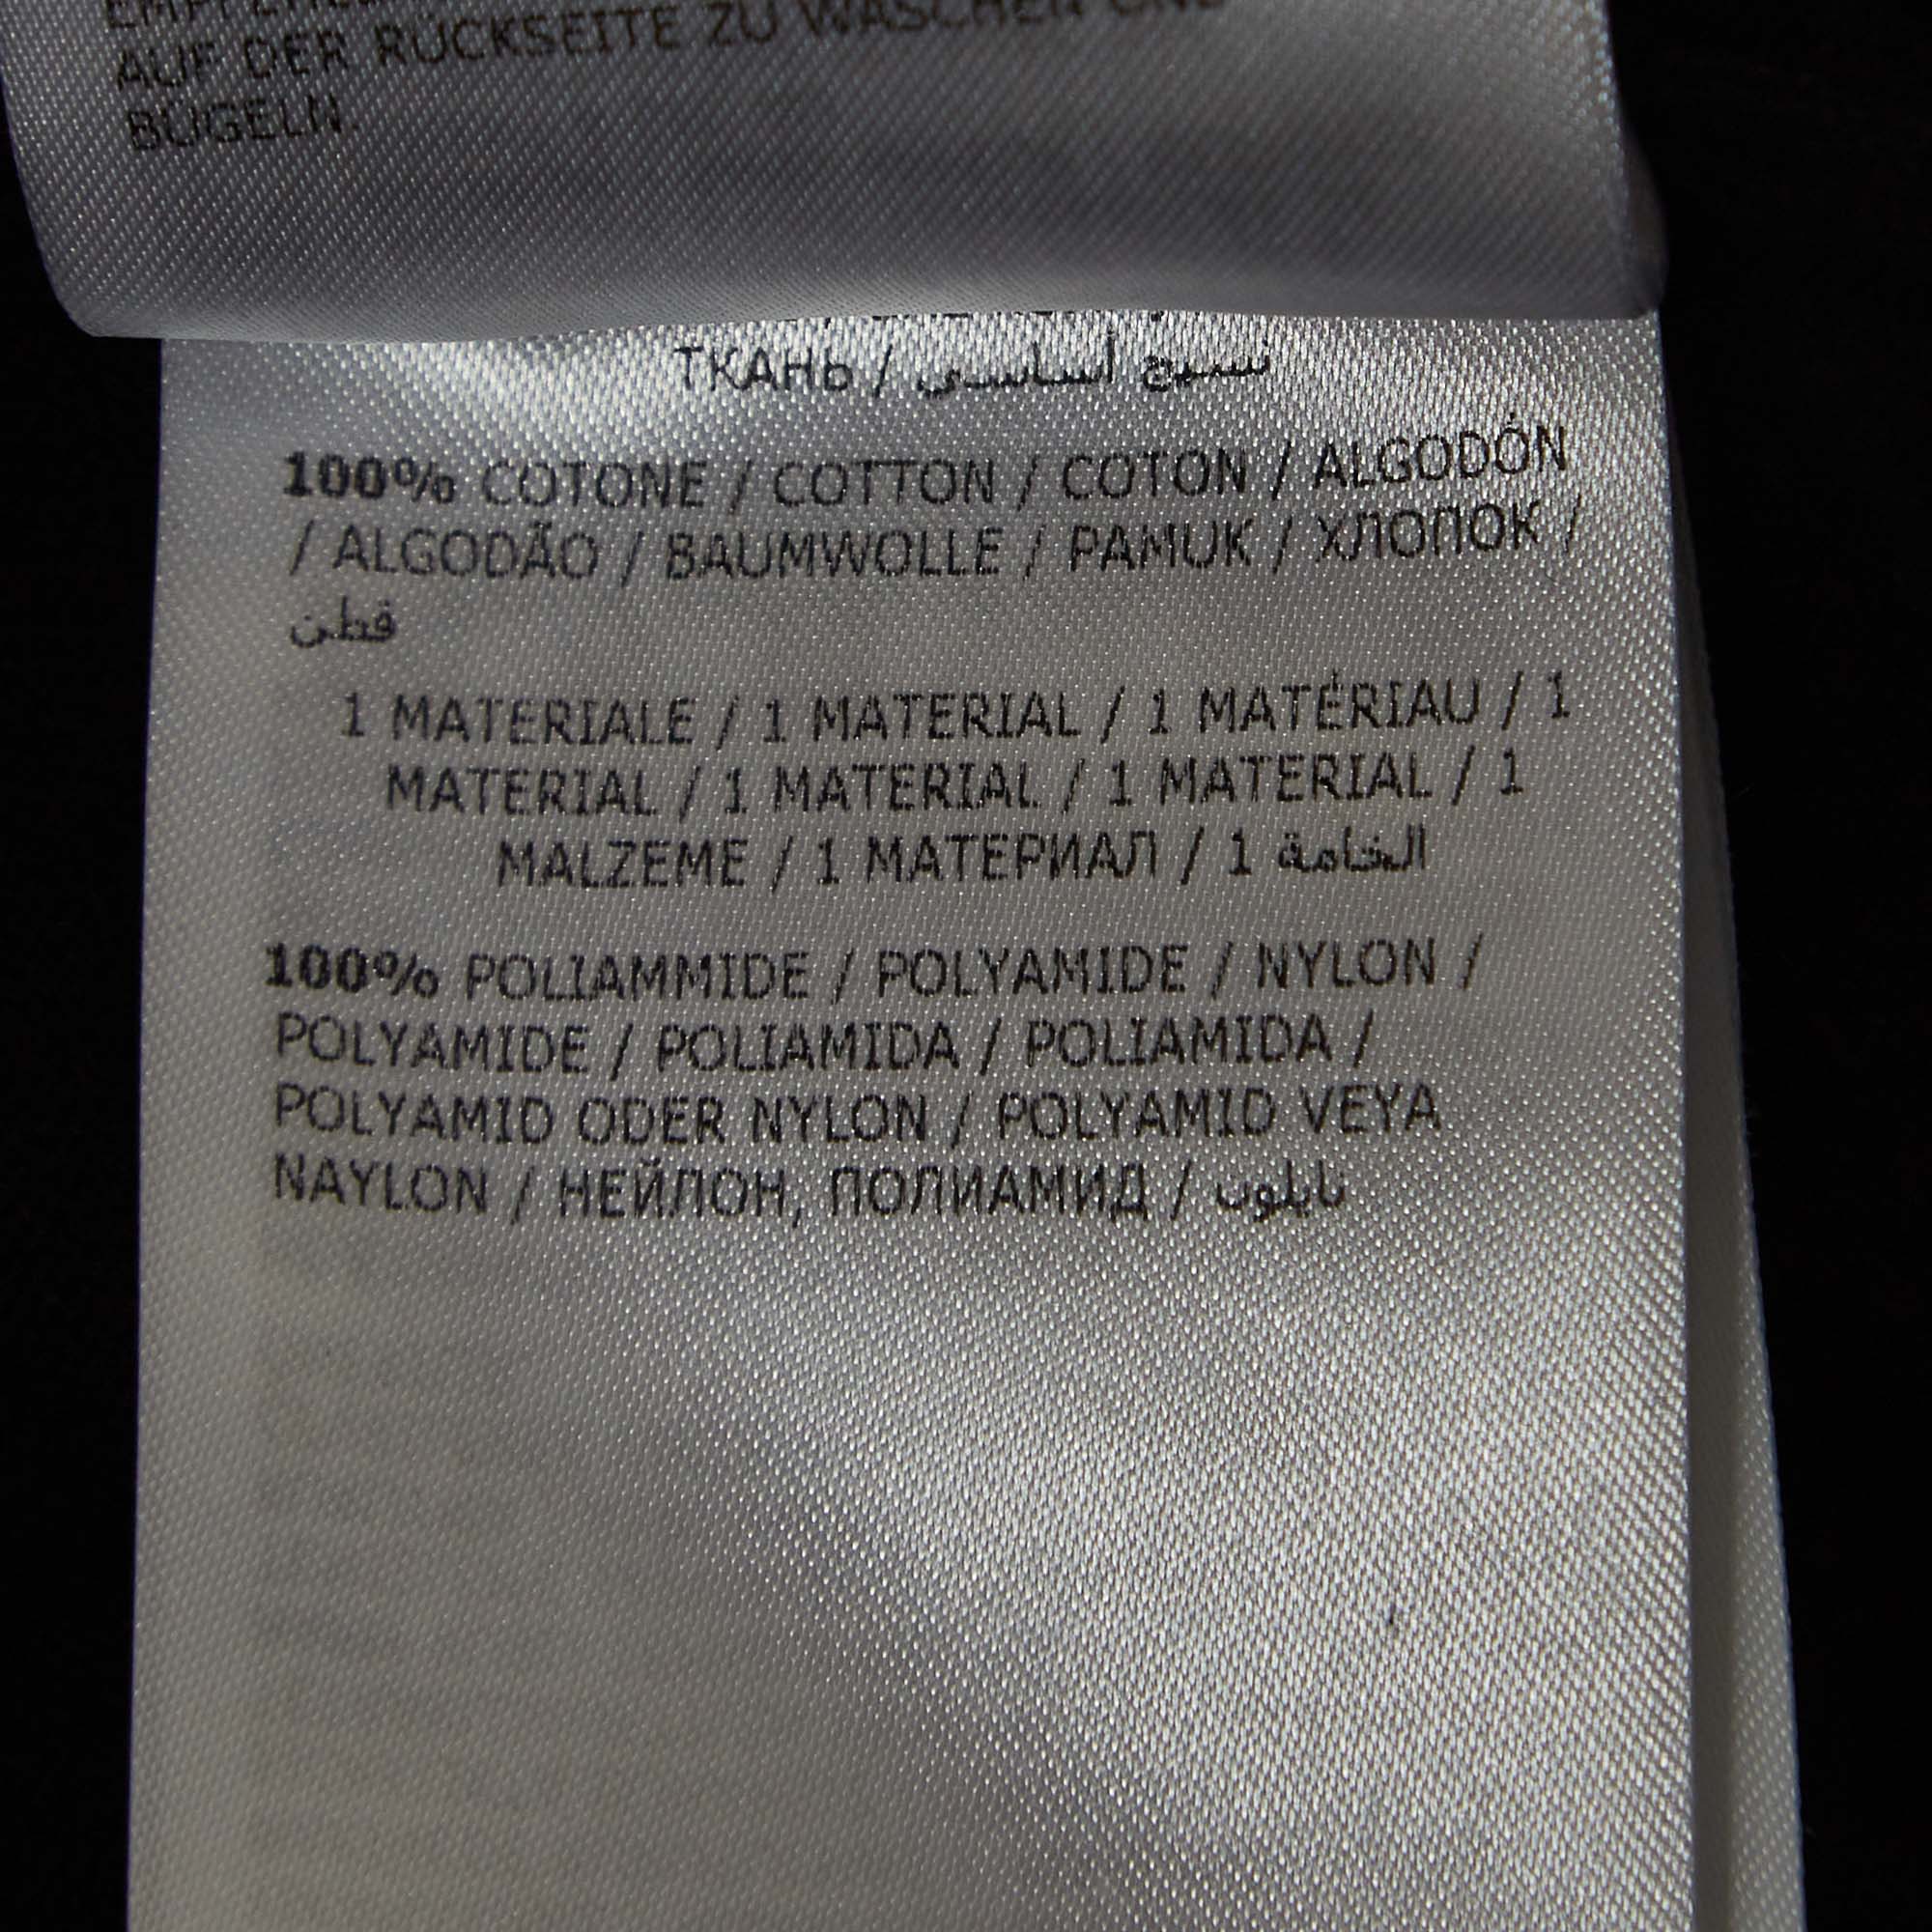 AUF DER RÜCKSEITE ZU WASCHEN UND
BÜGELN.
ТКАНЬ / نسيج أساسي
100% COTONE / COTTON / COTON / ALGODÓN
/ ALGODÃO / BAUMWOLLE / PAMUK / ХЛОПОК /
قطن
1 MATERIALE / 1 MATERIAL / 1 MATÉRIAU / 1
MATERIAL / 1 MATERIAL / 1 MATERIAL / 1
MALZEME / 1 МАТЕРИАЛ / 1 الخامة
100% POLIAMMIDE / POLYAMIDE / NYLON /
POLYAMIDE / POLIAMIDA / POLIAMIDA /
POLYAMID ODER NYLON / POLYAMID VEYA
NAYLON / НЕЙЛОН, ПОЛИАМИД / نايلون